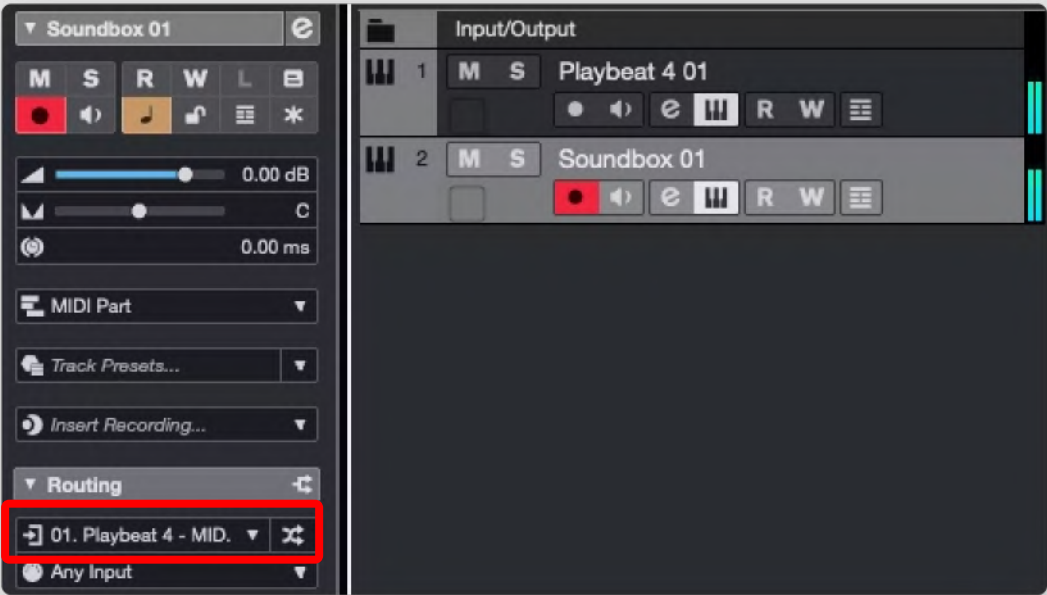 Soundbox 01 e
M S R W L
0.00 dB
C
0.00 ms
MIDI Part
Track Presets...
Insert Recording...
Routing
01. Playbeat 4 - MID.
Any Input
Input/Output
1 M S Playbeat 4 01
e R W
2 M S Soundbox 01
e R W